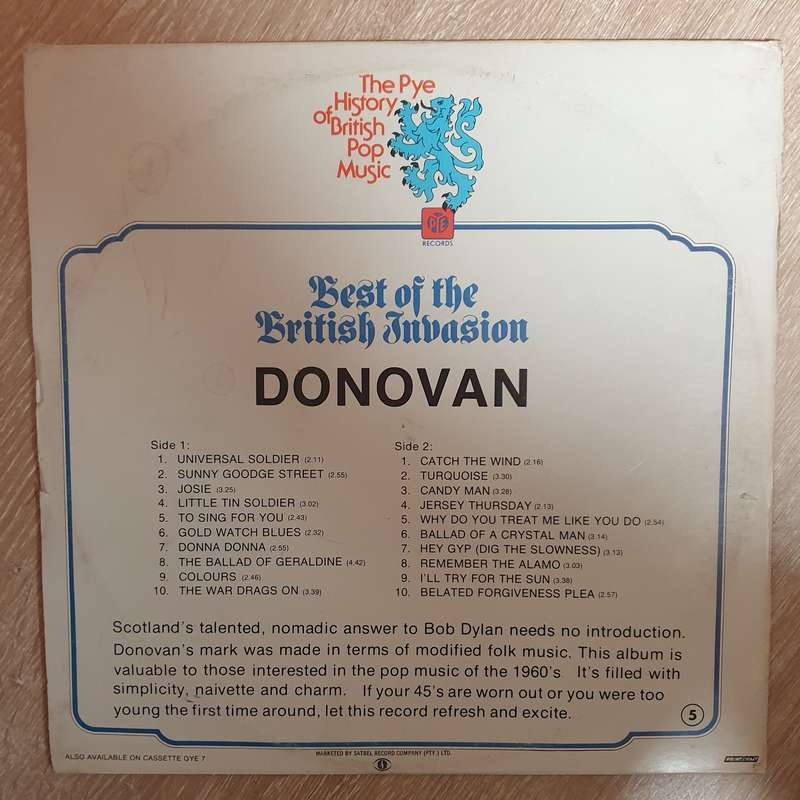 The Pye
History
of British
Pop
Music
PYE
RECORDS
Best of the
British Invasion
DONOVAN
Side 1:
1. UNIVERSAL SOLDIER (2.11)
2. SUNNY GOODGE STREET (2.55)
3. JOSIE (3.25)
4. LITTLE TIN SOLDIER (3.02)
5. TO SING FOR YOU (2.43)
6. GOLD WATCH BLUES (2.32)
7. DONNA DONNA (2.55)
8. THE BALLAD OF GERALDINE (4.42)
9. COLOURS (2.46)
10. THE WAR DRAGS ON (3.39)
Side 2:
1. CATCH THE WIND (2.16)
2. TURQUOISE (3.30)
3. CANDY MAN (3.28)
4. JERSEY THURSDAY (2.13)
5. WHY DO YOU TREAT ME LIKE YOU DO (2.54)
6. BALLAD OF A CRYSTAL MAN (3.14)
7. HEY GYP (DIG THE SLOWNESS) (3.13)
8. REMEMBER THE ALAMO (3.03)
9. I'LL TRY FOR THE SUN (3.38)
10. BELATED FORGIVENESS PLEA (2.57)
Scotland's talented, nomadic answer to Bob Dylan needs no introduction.
Donovan's mark was made in terms of modified folk music. This album is
valuable to those interested in the pop music of the 1960's. It's filled with
simplicity, naivette and charm. If your 45's are worn out or you were too
young the first time around, let this record refresh and excite.
5
ALSO AVAILABLE ON CASSETTE GYE 7
MARKETED BY SATBEL RECORD COMPANY (PTY.) LTD.